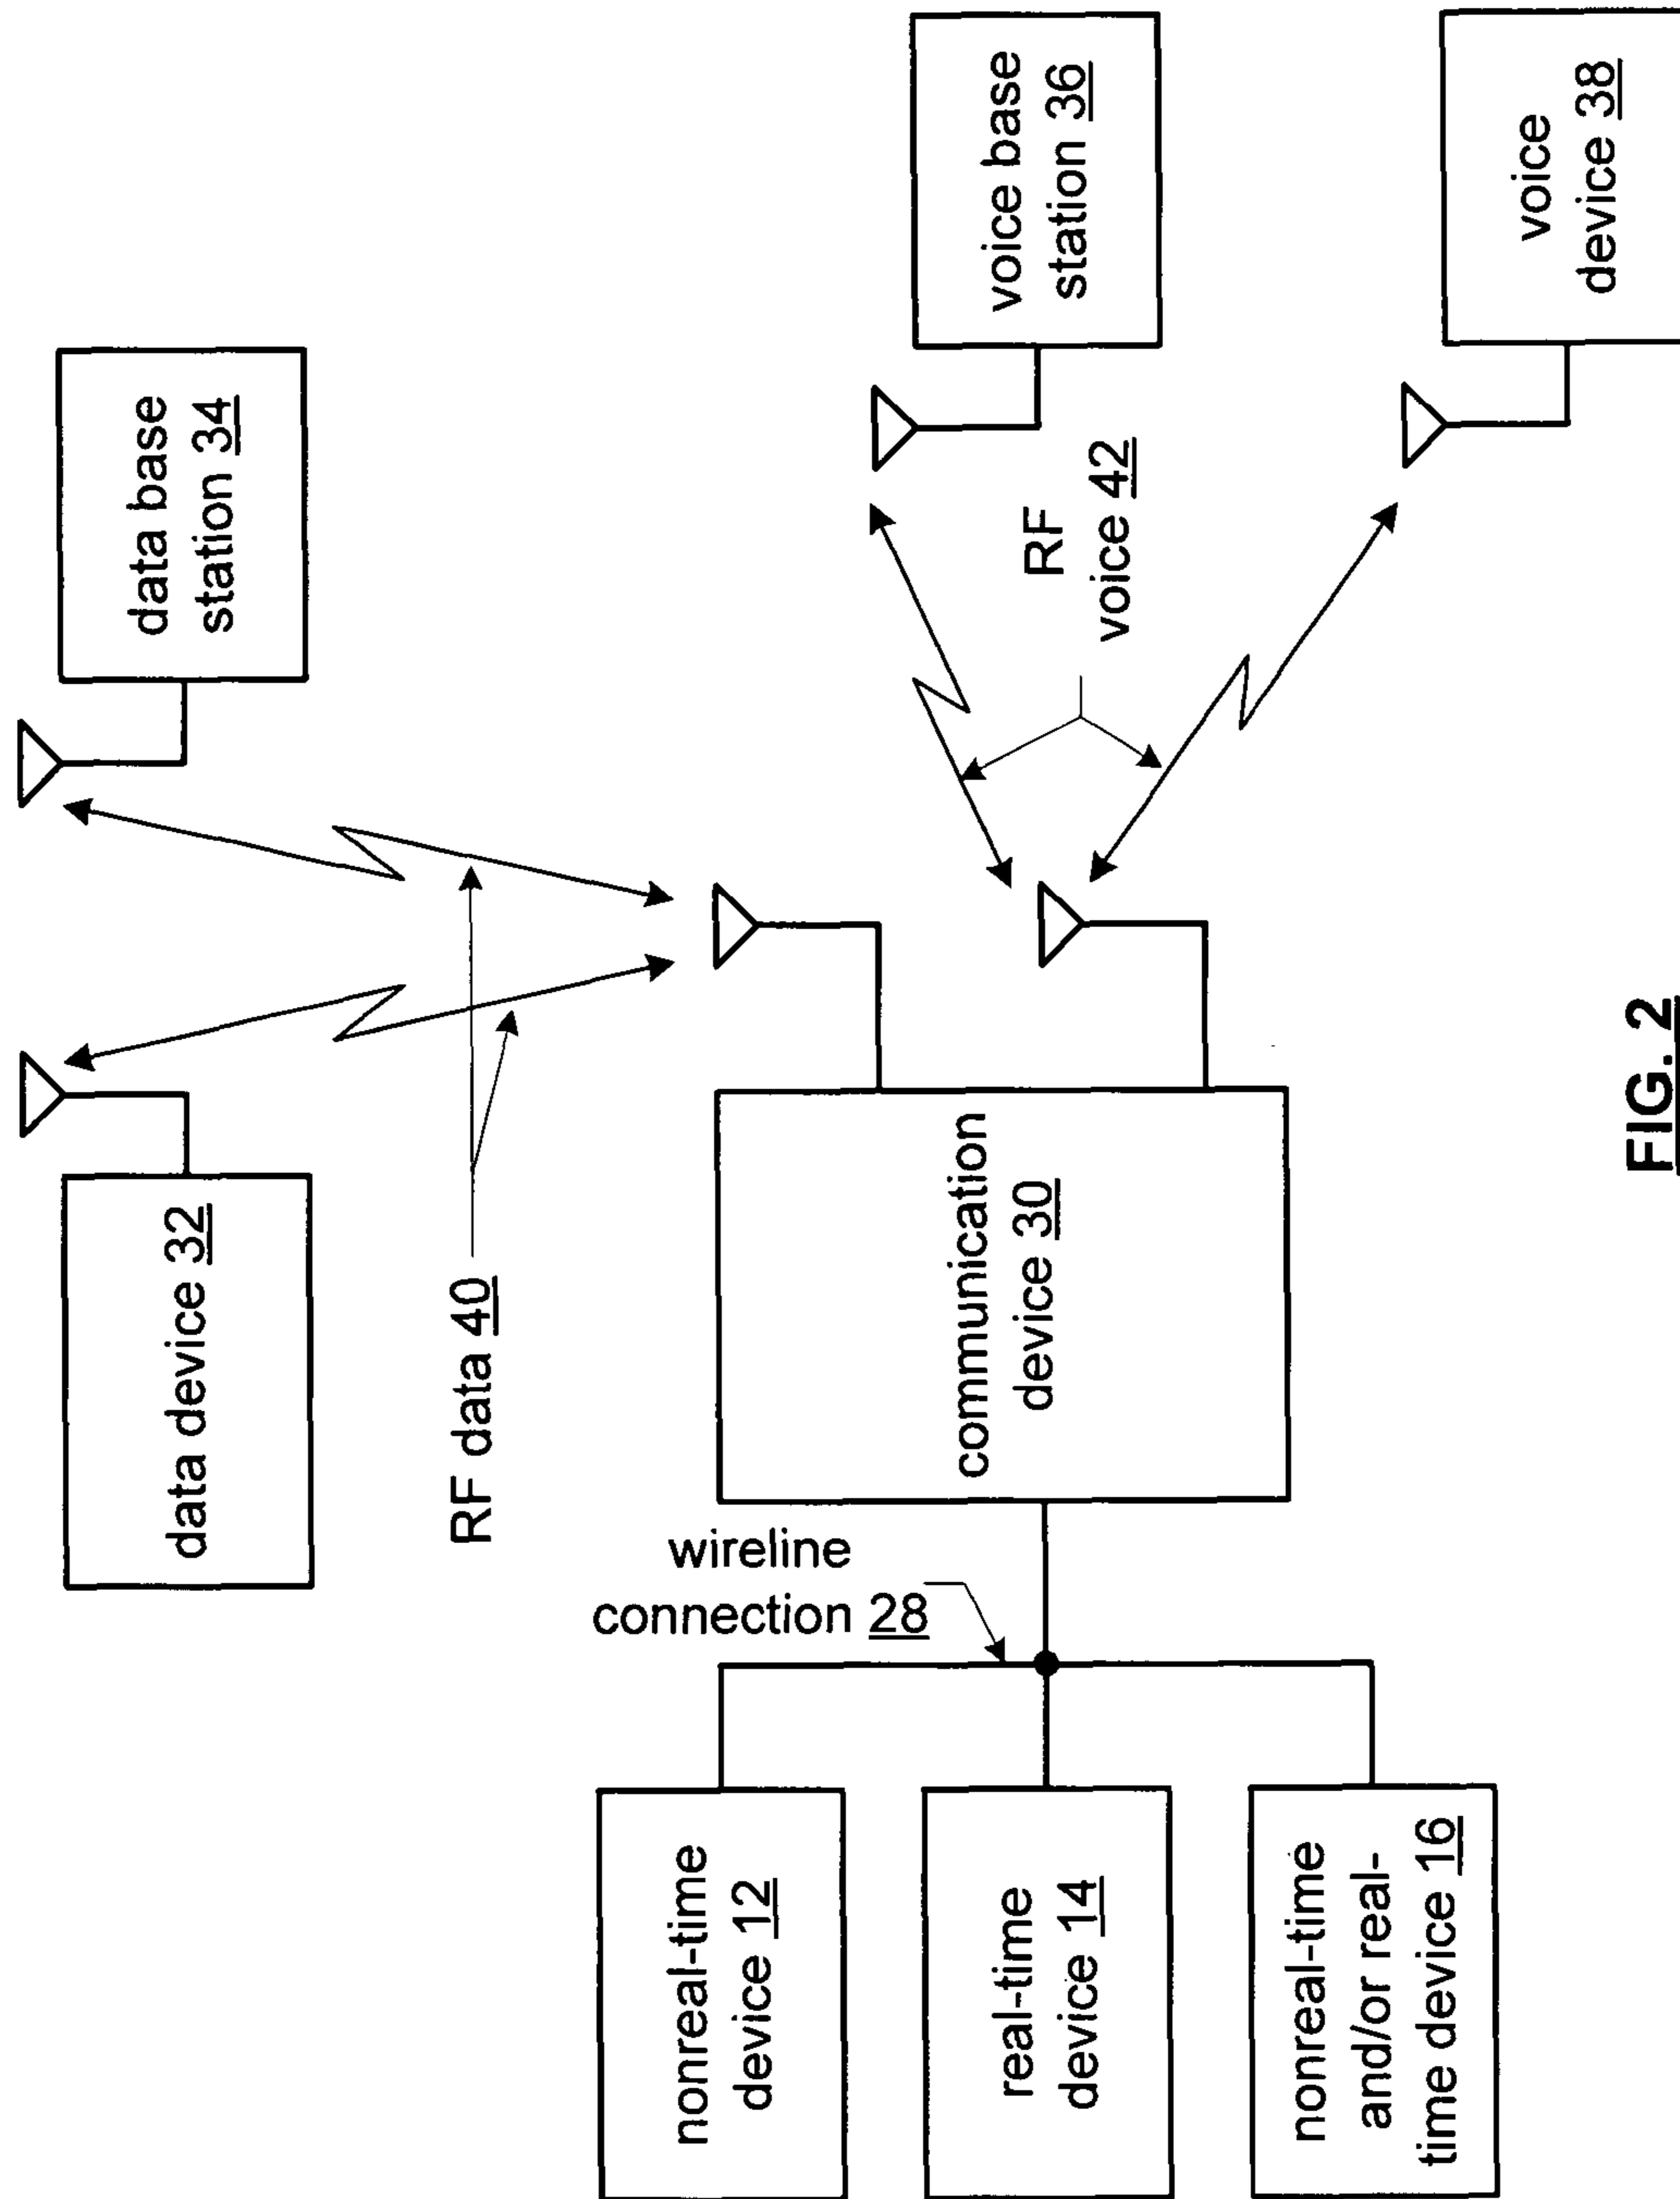 data device 32
data base
station 34
RF data 40
wireline
connection 28
nonreal-time
device 12
real-time
device 14
nonreal-time
and/or real-
time device 16
communication
device 30
RF
voice 42
voice base
station 36
voice
device 38
FIG. 2